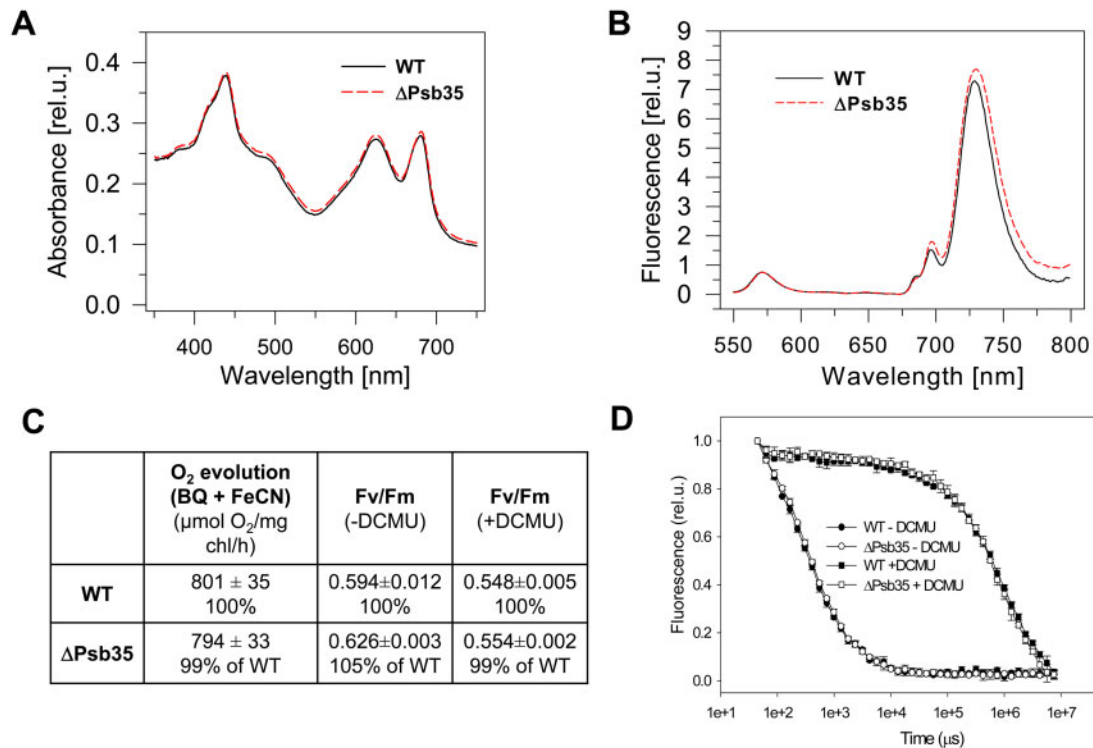 A
WT
ΔPsb35
0.4
0.3
0.2
0.1
0.0
Absorbance [rel.u.]
400 500 600 700
Wavelength [nm]
B
WT
ΔPsb35
9
8
7
6
5
4
3
2
1
0
Fluorescence [rel.u.]
550 600 650 700 750 800
Wavelength [nm]
C
O₂ evolution
(BQ + FeCN)
(µmol O₂/mg
chl/h)
Fv/Fm
(-DCMU)
Fv/Fm
(+DCMU)
WT
801 ± 35
100%
0.594±0.012
100%
0.548±0.005
100%
ΔPsb35
794 ± 33
99% of WT
0.626±0.003
105% of WT
0.554±0.002
99% of WT
D
1.0
0.8
0.6
0.4
0.2
0.0
Fluorescence (rel.u.)
WT - DCMU
ΔPsb35 - DCMU
WT +DCMU
ΔPsb35 + DCMU
1e+1 1e+2 1e+3 1e+4 1e+5 1e+6 1e+7
Time (µs)